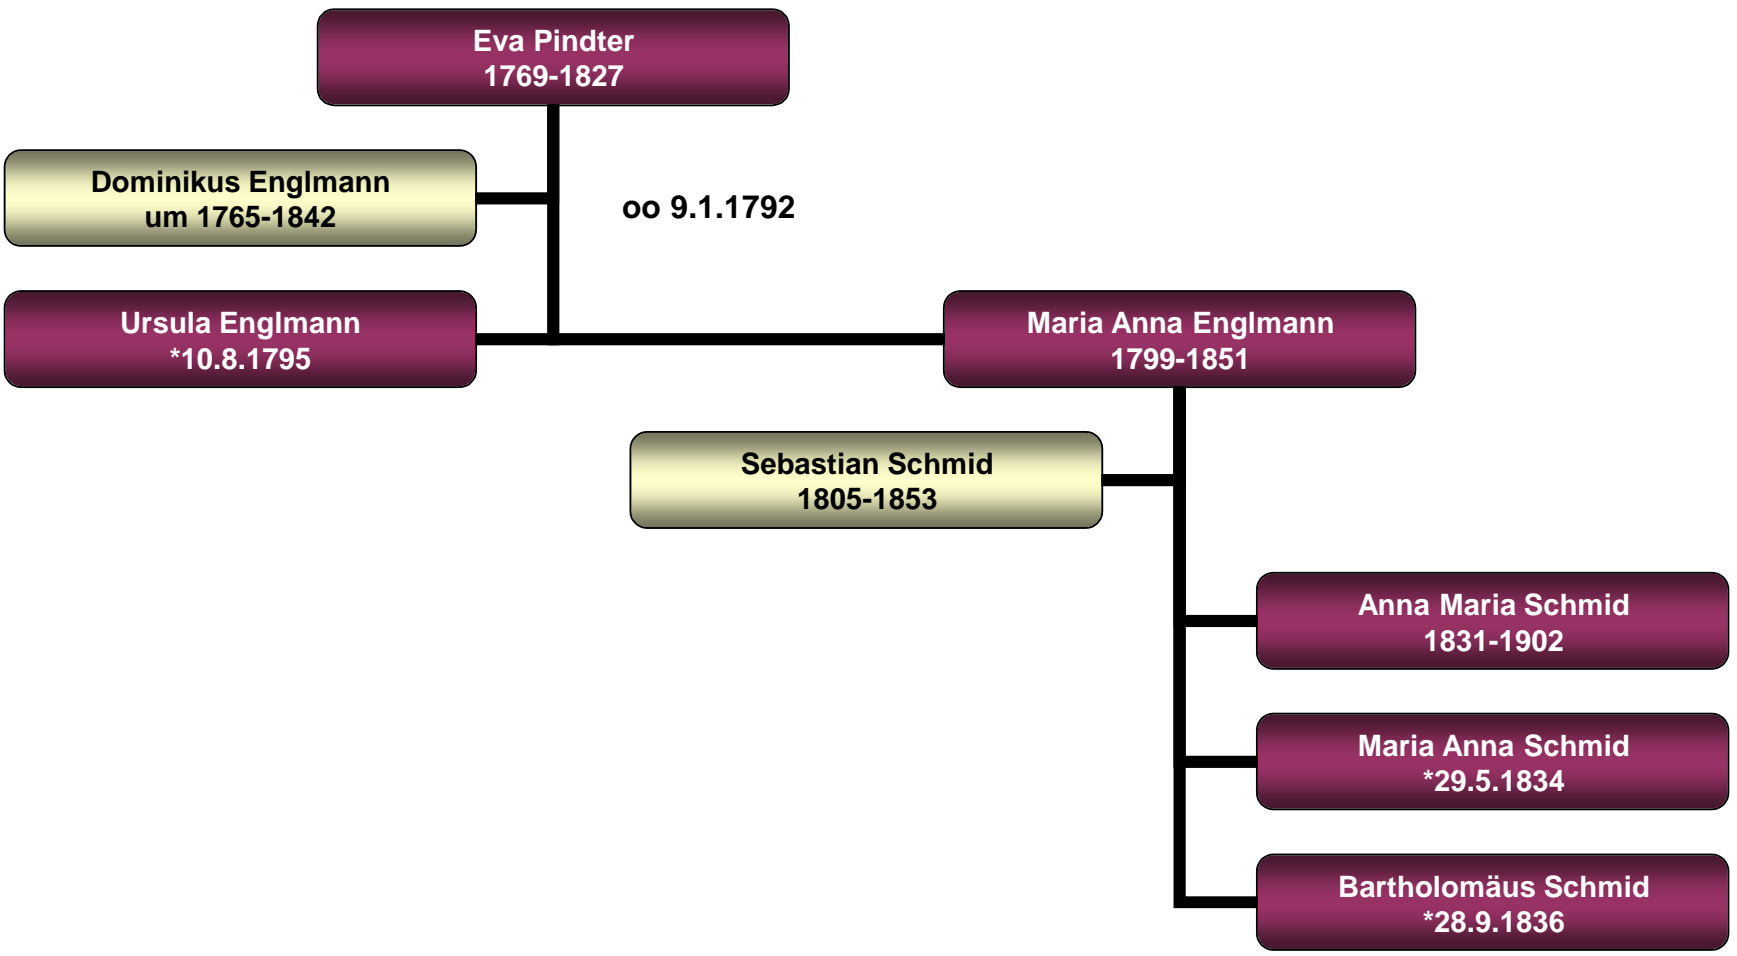 Eva Pindter
1769-1827
Dominikus Englmann
um 1765-1842
oo 9.1.1792
Ursula Englmann
*10.8.1795
Maria Anna Englmann
1799-1851
Sebastian Schmid
1805-1853
Anna Maria Schmid
1831-1902
Maria Anna Schmid
*29.5.1834
Bartholomäus Schmid
*28.9.1836